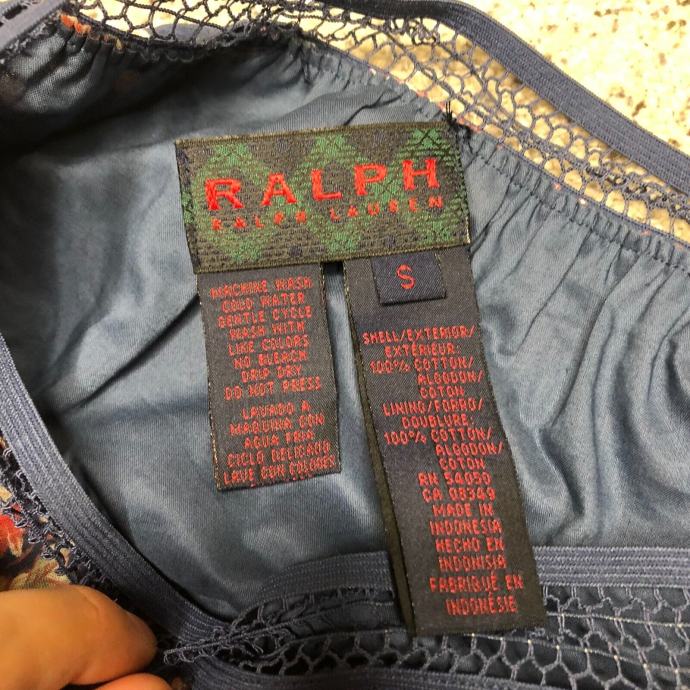 RALPH
RALPH LAUREN
S
MACHINE WASH
COLD WATER
GENTLE CYCLE
WASH WITH
LIKE COLORS
NO BLEACH
DRIP DRY
DO NOT PRESS
LAVADO A
MAQUINA CON
AGUA FRIA
CICLO DELICADO
LAVE CON COLORES
SHELL/EXTERIOR/
EXTÉRIEUR:
100% COTTON/
ALGODON/
COTON
LINING/FORRO/
DOUBLURE:
100% COTTON/
ALGODON/
COTON
RN 54050
CA 08349
MADE IN
INDONESIA
HECHO EN
INDONISIA
FABRIQUÉ EN
INDONÉSIE